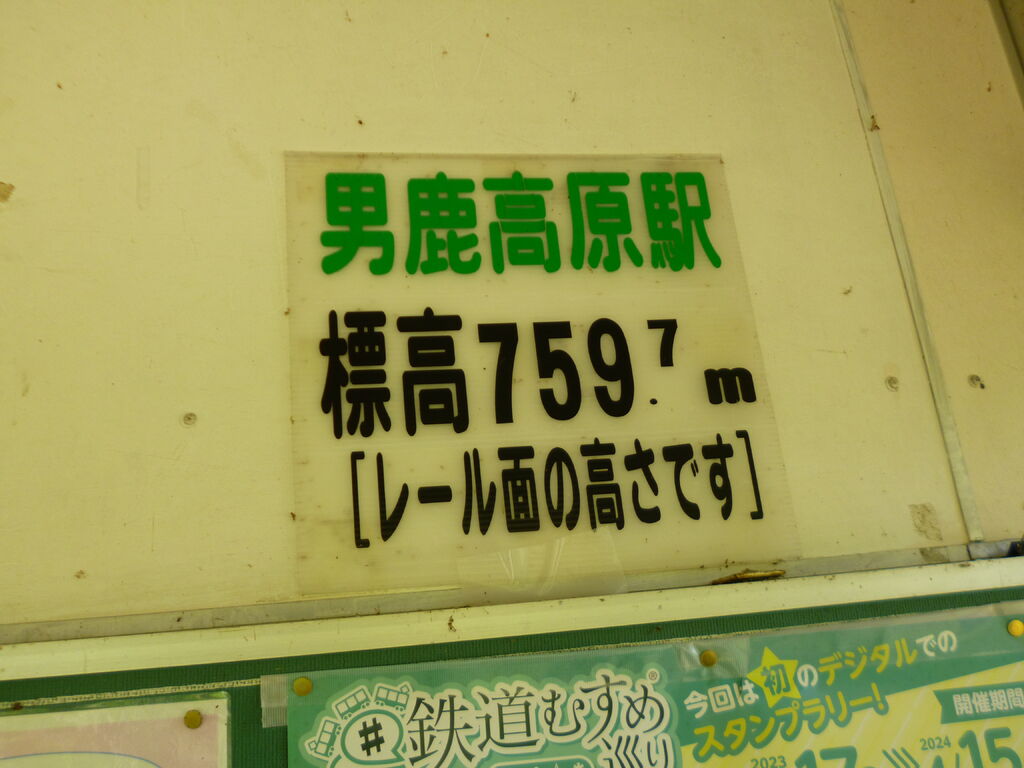 男鹿高原駅
標高759.7m
[レール面の高さです]
#鉄道むすめ®
巡り
今回は初のデジタルでの
スタンプラリー!
開催期間
2023
2024